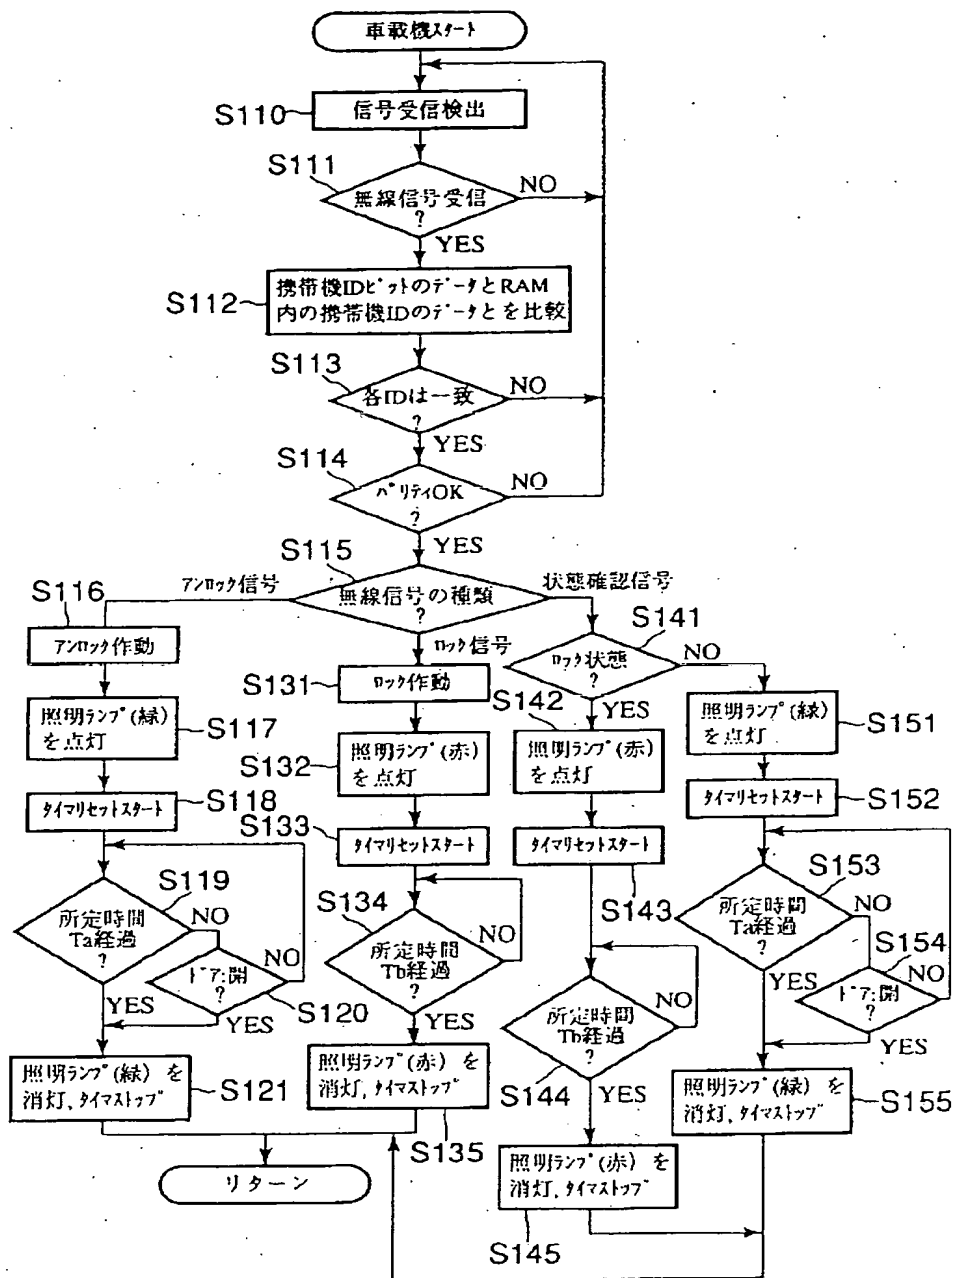 車載機スタート
S110
信号受信検出
S111
無線信号受信
?
NO
YES
S112
携帯機IDビットのデータとRAM
内の携帯機IDのデータとを比較
S113
各IDは一致
?
NO
YES
S114
パリティOK
?
NO
YES
S115
無線信号の種類
?
アンロック信号
ロック信号
状態確認信号
S116
アンロック作動
S117
照明ランプ(緑)
を点灯
S118
タイマリセットスタート
S119
所定時間
Ta経過
?
NO
YES
S120
ドア:開
?
NO
YES
S121
照明ランプ(緑)を
消灯、タイマストップ
S131
ロック作動
S132
照明ランプ(赤)
を点灯
S133
タイマリセットスタート
S134
所定時間
Tb経過
?
NO
YES
照明ランプ(赤)を
消灯、タイマストップ
S135
S141
ロック状態
?
NO
YES
S142
照明ランプ(赤)
を点灯
タイマリセットスタート
S143
所定時間
Tb経過
?
NO
S144
YES
照明ランプ(赤)を
消灯、タイマストップ
S145
照明ランプ(緑)
を点灯
S151
タイマリセットスタート
S152
S153
所定時間
Ta経過
?
NO
YES
S154
ドア:開
?
NO
YES
照明ランプ(緑)を
消灯、タイマストップ
S155
リターン